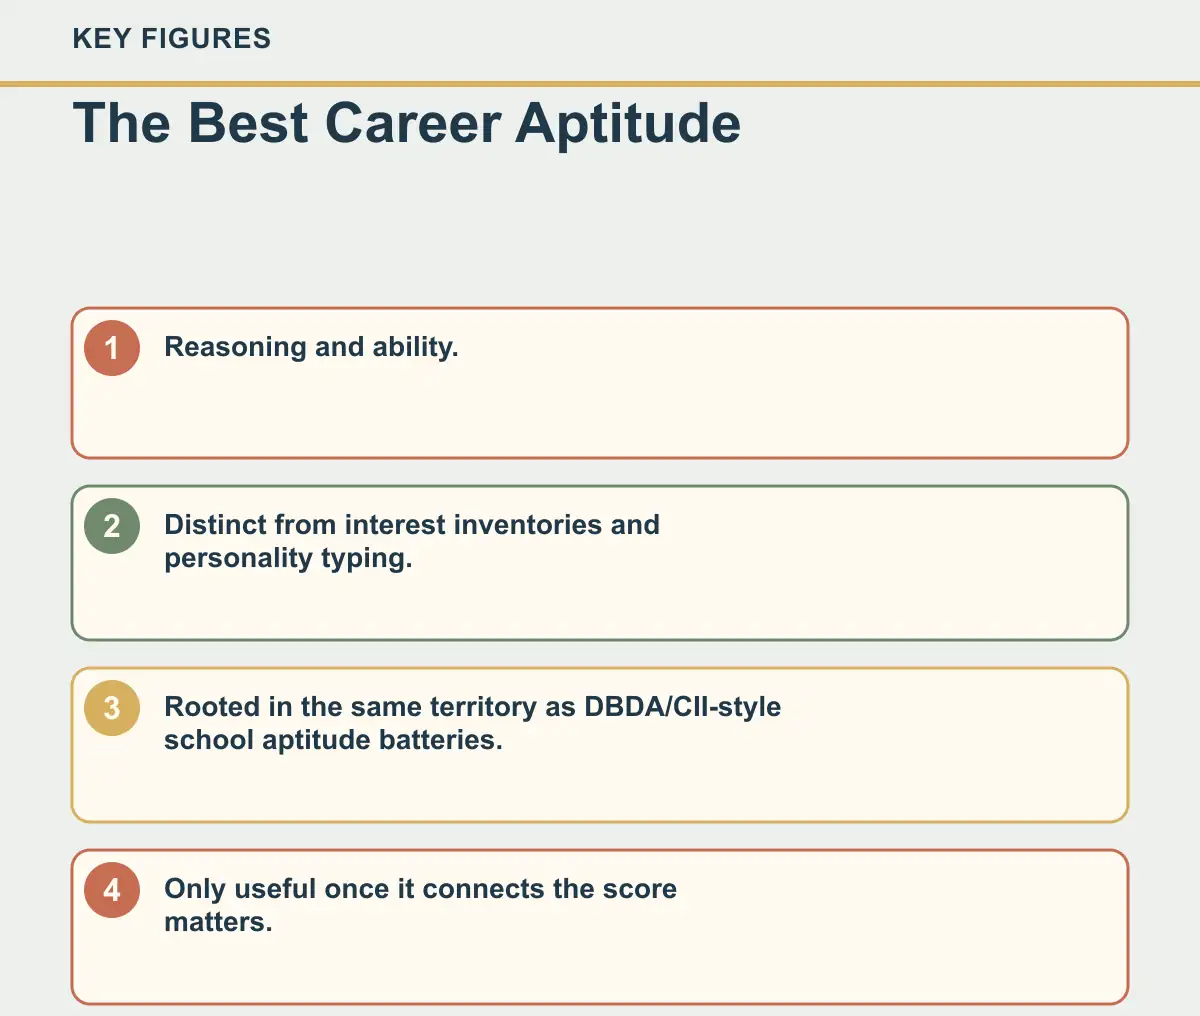 KEY FIGURES
The Best Career Aptitude
1
Reasoning and ability.
2
Distinct from interest inventories and
personality typing.
3
Rooted in the same territory as DBDA/CII-style
school aptitude batteries.
4
Only useful once it connects the score
matters.